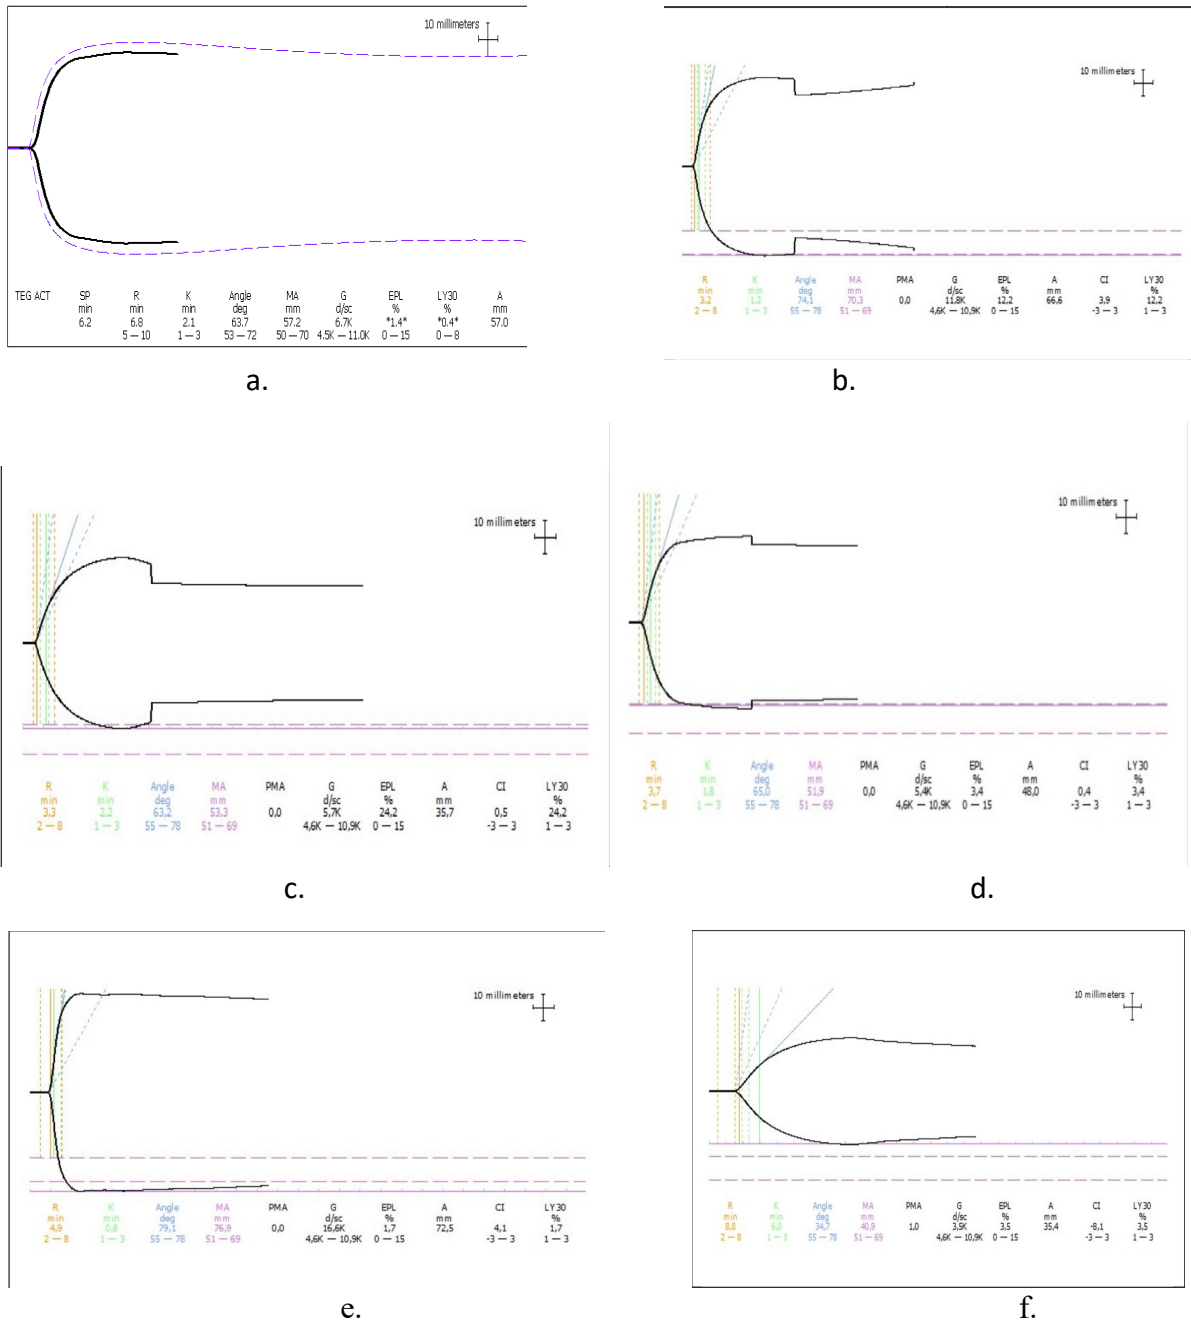 10 millimeters
TEG ACT SP R K Angle MA G EPL LY30 A
min min min deg mm d/sc % % mm
6.2 6.8 2.1 63.7 57.2 6.7K *1.4* *0.4* 57.0
5 — 10 1 — 3 53 — 72 50 — 70 4.5K — 11.0K 0 — 15 0 — 8
a.
10 millimeters
R K Angle MA PMA G EPL A CI LY30
min min deg mm d/sc % mm %
3,2 1,2 74,1 70,3 0,0 11,8K 12,2 66,6 3,9 12,2
2 — 8 1 — 3 55 — 78 51 — 69 4,6K — 10,9K 0 — 15 -3 — 3 1 — 3
b.
10 millimeters
R K Angle MA PMA G EPL A CI LY30
min min deg mm d/sc % mm %
3,3 2,2 63,2 53,3 0,0 5,7K 24,2 35,7 0,5 24,2
2 — 8 1 — 3 55 — 78 51 — 69 4,6K — 10,9K 0 — 15 -3 — 3 1 — 3
c.
10 millimeters
R K Angle MA PMA G EPL A CI LY30
min min deg mm d/sc % mm %
3,7 1,8 65,0 51,9 0,0 5,4K 3,4 48,0 0,4 3,4
2 — 8 1 — 3 55 — 78 51 — 69 4,6K — 10,9K 0 — 15 -3 — 3 1 — 3
d.
10 millimeters
R K Angle MA PMA G EPL A CI LY30
min min deg mm d/sc % mm %
4,9 0,8 79,1 76,9 0,0 16,6K 1,7 72,5 4,1 1,7
2 — 8 1 — 3 55 — 78 51 — 69 4,6K — 10,9K 0 — 15 -3 — 3 1 — 3
e.
10 millimeters
R K Angle MA PMA G EPL A CI LY30
min min deg mm d/sc % mm %
8,8 6,0 34,7 40,9 1,0 3,5K 3,5 35,4 -8,1 3,5
2 — 8 1 — 3 55 — 78 51 — 69 4,6K — 10,9K 0 — 15 -3 — 3 1 — 3
f.